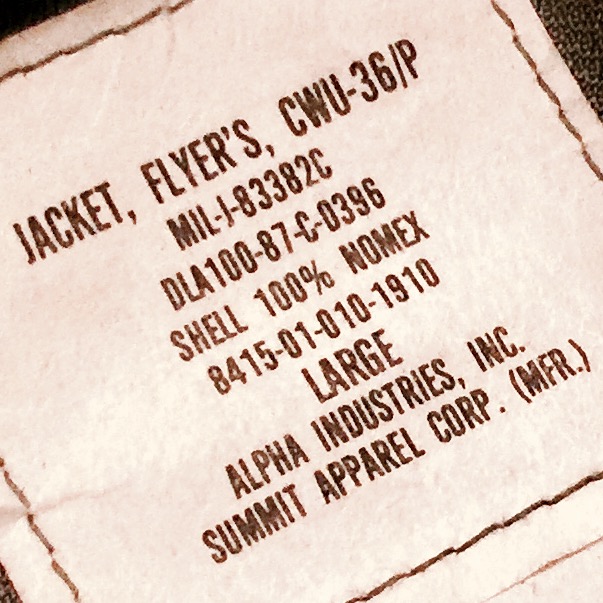 JACKET, FLYER'S, CWU-36/P
MIL-J-83382C
DLA100-87-C-0396
SHELL 100% NOMEX
8415-01-010-1910
LARGE
ALPHA INDUSTRIES, INC.
SUMMIT APPAREL CORP. (MFR.)